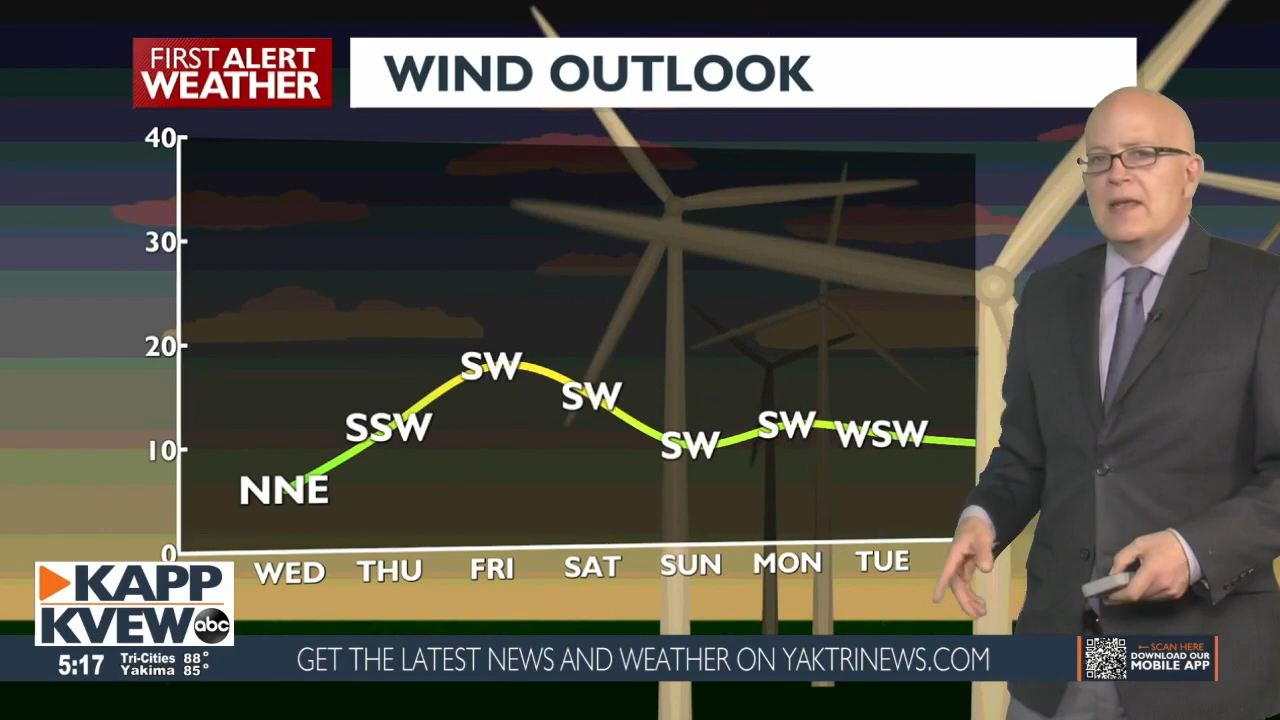 FIRST ALERT
WEATHER
WIND OUTLOOK
40
30
20
10
0
NNE
SSW
SW
SW
SW
SW
WSW
WED THU FRI SAT SUN MON TUE
KAPP
KVEW abc
5:17
Tri-Cities 88°
Yakima 85°
GET THE LATEST NEWS AND WEATHER ON YAKTRINEWS.COM
←SCAN HERE
DOWNLOAD OUR
MOBILE APP